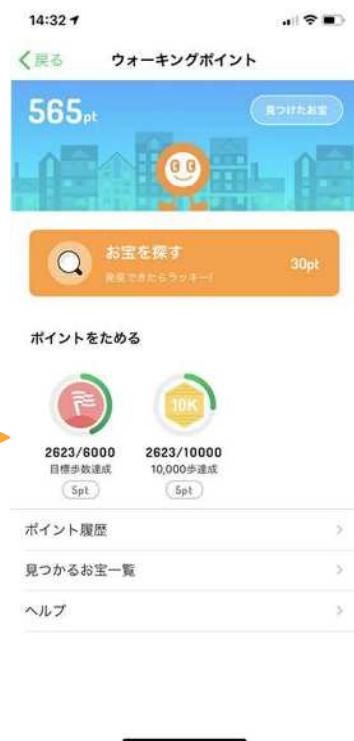 14:32
戻る ウォーキングポイント
565pt
見つけたお宝
お宝を探す
発見できたらラッキー!
30pt
ポイントをためる
10K
2623/6000 2623/10000
目標歩数達成 10,000歩達成
5pt 5pt
ポイント履歴
見つかるお宝一覧
ヘルプ